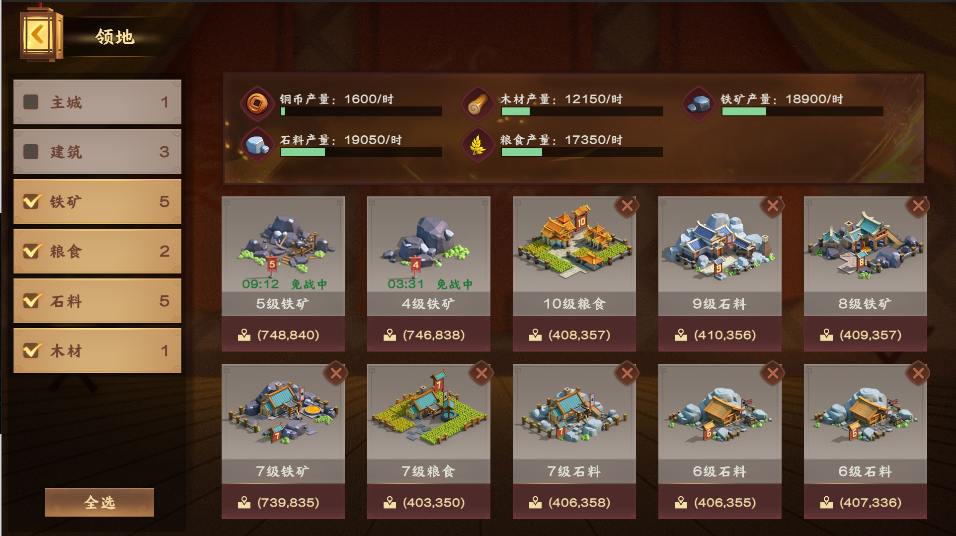 领地
主城 1
建筑 3
铁矿 5
粮食 2
石料 5
木材 1
全选
铜币产量：1600/时
木材产量：12150/时
铁矿产量：18900/时
石料产量：19050/时
粮食产量：17350/时
5
09:12 免战中
5级铁矿
(748,840)
4
03:31 免战中
4级铁矿
(746,838)
10
10级粮食
(408,357)
9
9级石料
(410,356)
8
8级铁矿
(409,357)
7
7级铁矿
(739,835)
7
7级粮食
(403,350)
7
7级石料
(406,358)
6
6级石料
(406,355)
6
6级石料
(407,336)